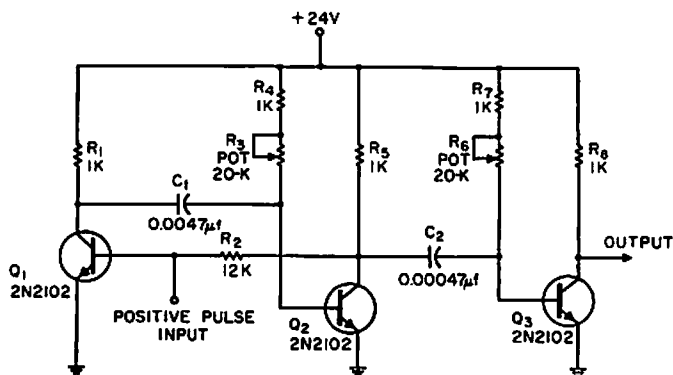 +24V
R4
1K
R7
1K
R1
1K
R3
POT
20-K
R5
1K
R6
POT
20-K
R8
1K
C1
0.0047µf
R2
12K
C2
0.00047µf
OUTPUT
Q1
2N2102
POSITIVE PULSE
INPUT
Q2
2N2102
Q3
2N2102